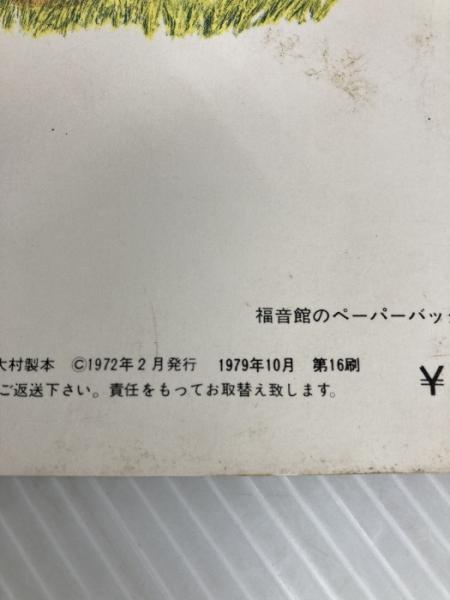 福音館のペーパーバッ
大村製本 ©1972年2月発行 1979年10月 第16刷
ご返送下さい。責任をもってお取替え致します。
¥